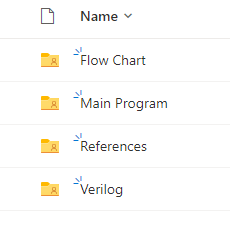 Name
Flow Chart
Main Program
References
Verilog